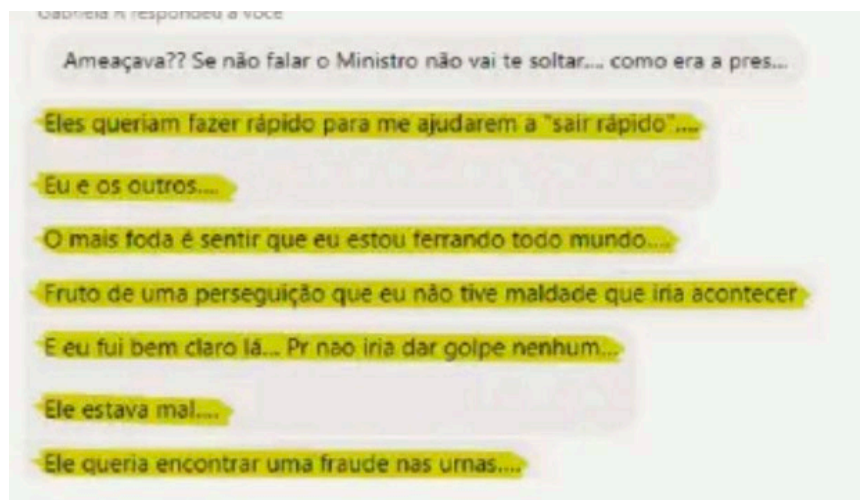 Gabriela R respondeu a você
Ameaçava?? Se não falar o Ministro não vai te soltar.... como era a pres...
Eles queriam fazer rápido para me ajudarem a "sair rápido"....
Eu e os outros....
O mais foda é sentir que eu estou ferrando todo mundo....
Fruto de uma perseguição que eu não tive maldade que iria acontecer
E eu fui bem claro lá... Pr nao iria dar golpe nenhum...
Ele estava mal....
Ele queria encontrar uma fraude nas urnas....